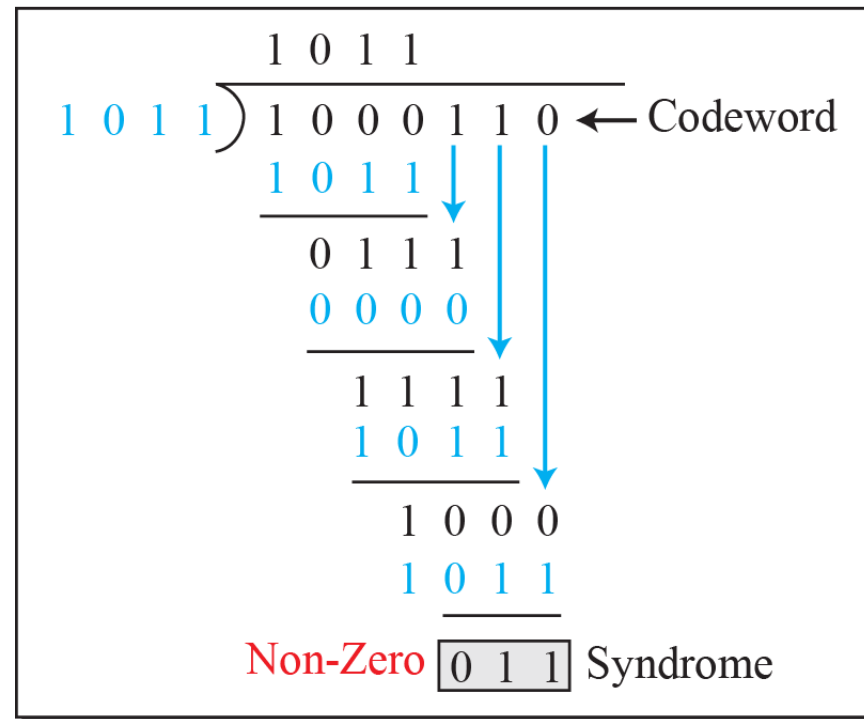 1 0 1 1
1 0 1 1 1 0 0 0 1 1 0 Codeword
1 0 1 1
0 1 1 1
0 0 0 0
1 1 1 1
1 0 1 1
1 0 0 0
1 0 1 1
Non-Zero 0 1 1 Syndrome